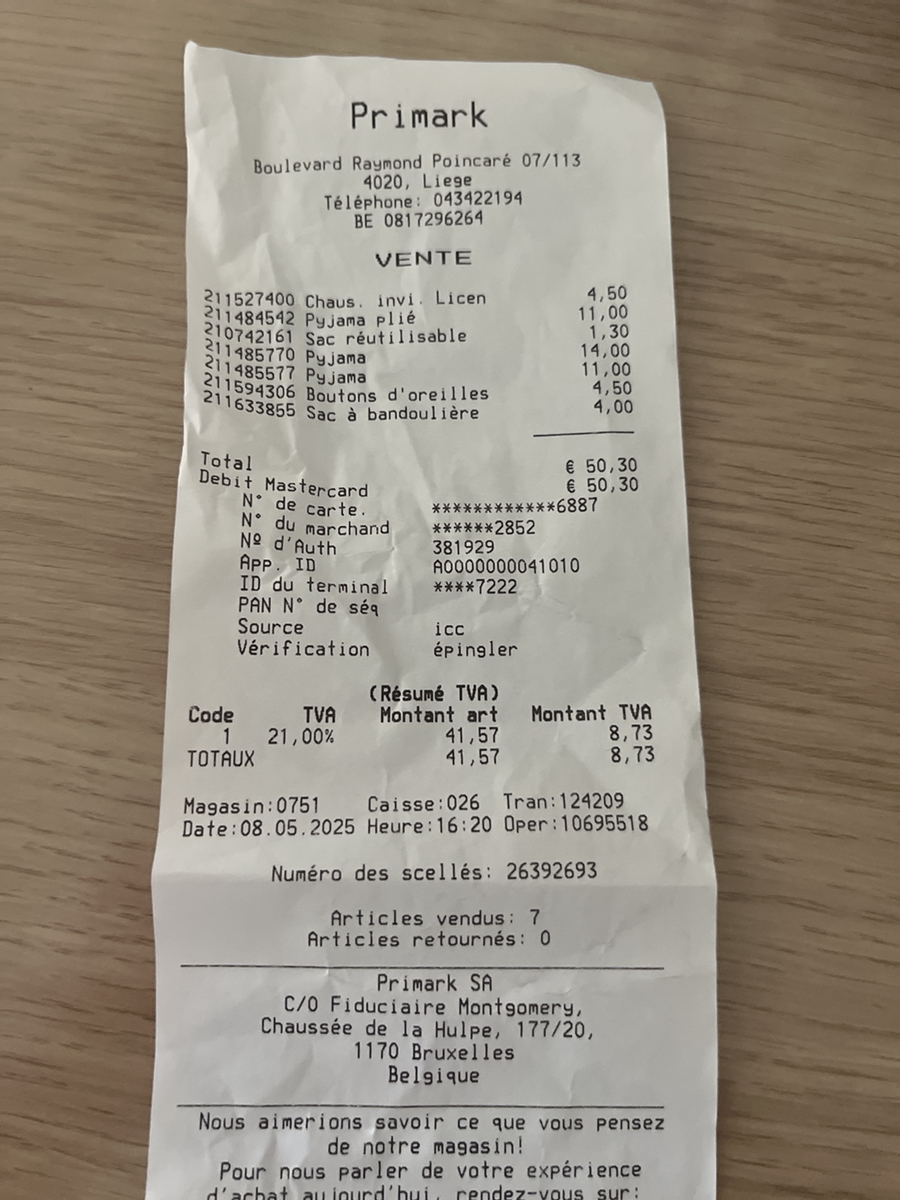 Primark
Boulevard Raymond Poincaré 07/113
4020, Liege
Téléphone: 043422194
BE 0817296264
VENTE
211527400 Chaus. invi. Licen 4,50
211484542 Pyjama plié 11,00
210742161 Sac réutilisable 1,30
211485770 Pyjama 14,00
211485577 Pyjama 11,00
211594306 Boutons d'oreilles 4,50
211633855 Sac à bandoulière 4,00
Total € 50,30
Debit Mastercard € 50,30
N° de carte. ************6887
N° du marchand ******2852
Nº d'Auth 381929
App. ID A0000000041010
ID du terminal ****7222
PAN N° de séq
Source icc
Vérification épingler
(Résumé TVA)
Code TVA Montant art Montant TVA
1 21,00% 41,57 8,73
TOTAUX 41,57 8,73
Magasin:0751 Caisse:026 Tran:124209
Date:08.05.2025 Heure:16:20 Oper:10695518
Numéro des scellés: 26392693
Articles vendus: 7
Articles retournés: 0
Primark SA
C/O Fiduciaire Montgomery,
Chaussée de la Hulpe, 177/20,
1170 Bruxelles
Belgique
Nous aimerions savoir ce que vous pensez
de notre magasin!
Pour nous parler de votre expérience
d'achat aujourd'hui, rendez-vous sur: